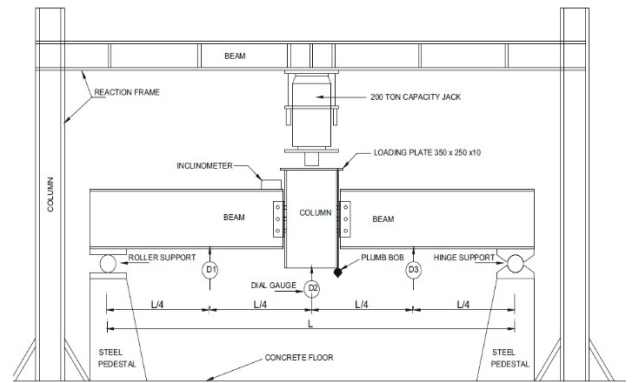 BEAM
REACTION FRAME
200 TON CAPACITY JACK
LOADING PLATE 350 x 250 x10
INCLINOMETER
COLUMN
BEAM
COLUMN
BEAM
ROLLER SUPPORT
D1
DIAL GAUGE
D2
PLUMB BOB
D3
HINGE SUPPORT
L/4
L/4
L/4
L/4
L
STEEL
PEDESTAL
CONCRETE FLOOR
STEEL
PEDESTAL